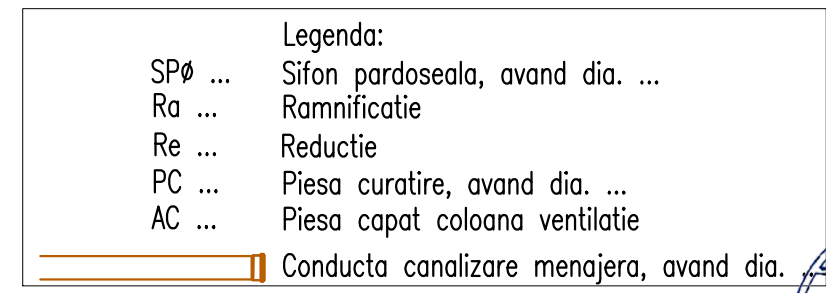 Legenda:
SPø ... Sifon pardoseala, avand dia. ...
Ra ... Ramnificatie
Re ... Reductie
PC ... Piesa curatire, avand dia. ...
AC ... Piesa capat coloana ventilatie
Conducta canalizare menajera, avand dia. ...